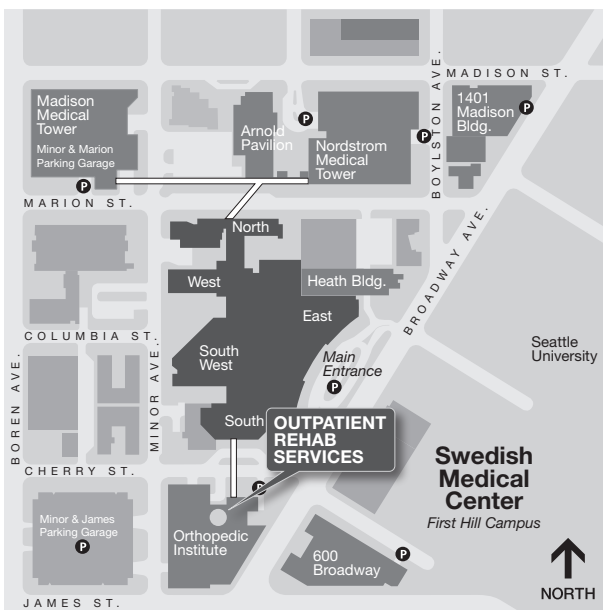 MADISON ST.
BOYLSTON AVE.
Madison
Medical
Tower
Minor & Marion
Parking Garage
P
Arnold
Pavilion
P
Nordstrom
Medical
Tower
P
1401
Madison
Bldg.
P
MARION ST.
North
West
Heath Bldg.
East
BROADWAY AVE.
COLUMBIA ST.
South
West
Main
Entrance
P
Seattle
University
BOREN AVE.
MINOR AVE.
South
OUTPATIENT
REHAB
SERVICES
CHERRY ST.
P
Swedish
Medical
Center
First Hill Campus
Minor & James
Parking Garage
P
Orthopedic
Institute
600
Broadway
P
NORTH
JAMES ST.